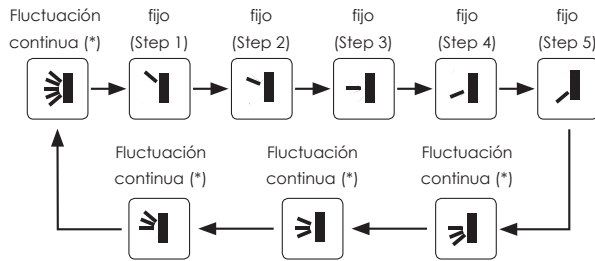 Fluctuación
continua (*)
fijo
(Step 1)
fijo
(Step 2)
fijo
(Step 3)
fijo
(Step 4)
fijo
(Step 5)
Fluctuación
continua (*)
Fluctuación
continua (*)
Fluctuación
continua (*)